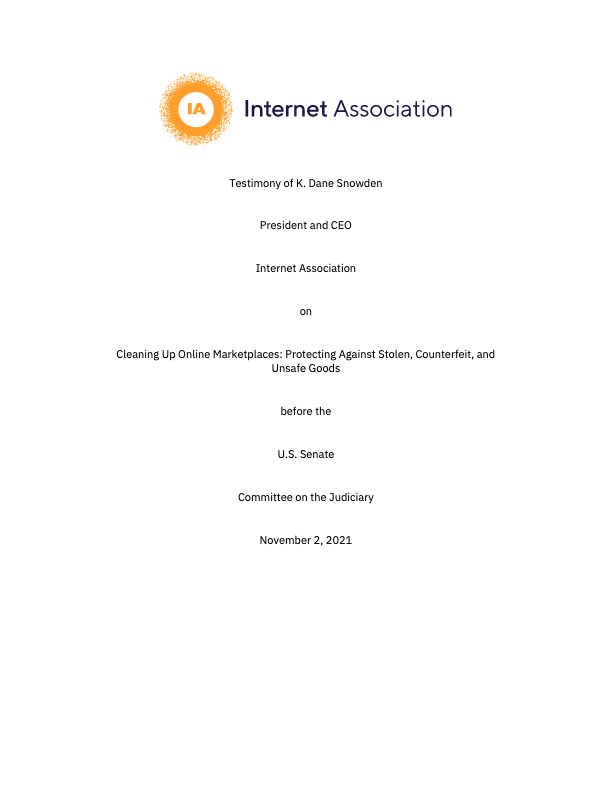 IA
Internet Association
Testimony of K. Dane Snowden
President and CEO
Internet Association
on
Cleaning Up Online Marketplaces: Protecting Against Stolen, Counterfeit, and
Unsafe Goods
before the
U.S. Senate
Committee on the Judiciary
November 2, 2021